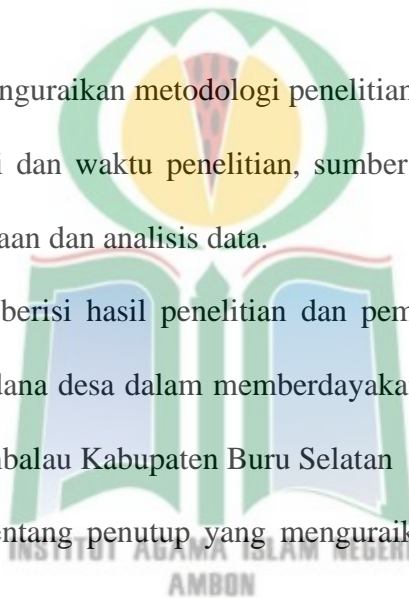 nguraikan metodologi penelitian
i dan waktu penelitian, sumber
aan dan analisis data.
berisi hasil penelitian dan pem
dana desa dalam memberdayaka
balau Kabupaten Buru Selatan
entang penutup yang menguraik
INSTITUT AGAMA ISLAM NEGERI
AMBON